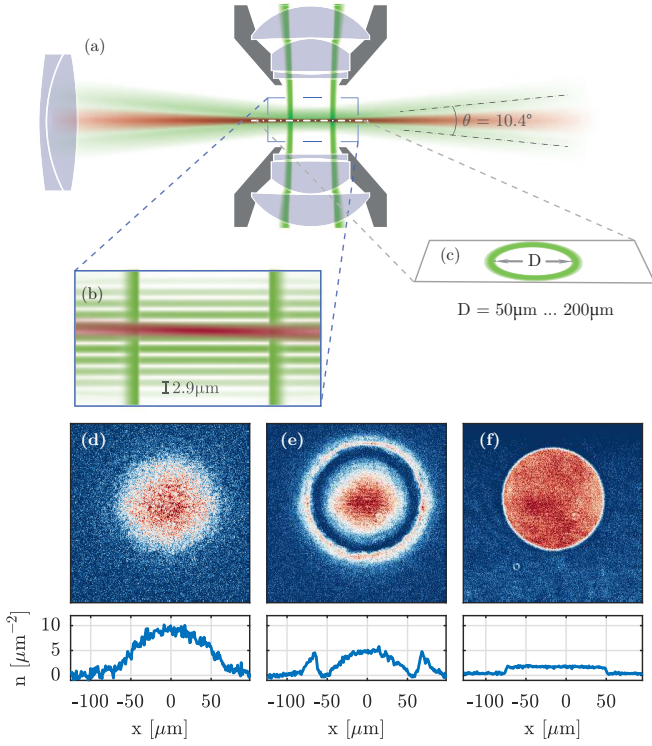 (a)
θ = 10.4°
(c)
D
D = 50µm ... 200µm
(b)
2.9µm
(d)
(e)
(f)
n [µm⁻²]
10
5
0
-100 -50 0 50
-100 -50 0 50
-100 -50 0 50
x [µm]
x [µm]
x [µm]